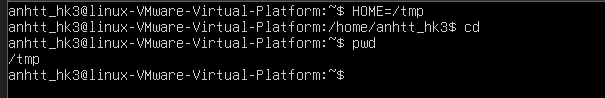 anhtt_hk3@linux-VMware-Virtual-Platform:~$ HOME=/tmp
anhtt_hk3@linux-VMware-Virtual-Platform:/home/anhtt_hk3$ cd
anhtt_hk3@linux-VMware-Virtual-Platform:~$ pwd
/tmp
anhtt_hk3@linux-VMware-Virtual-Platform:~$